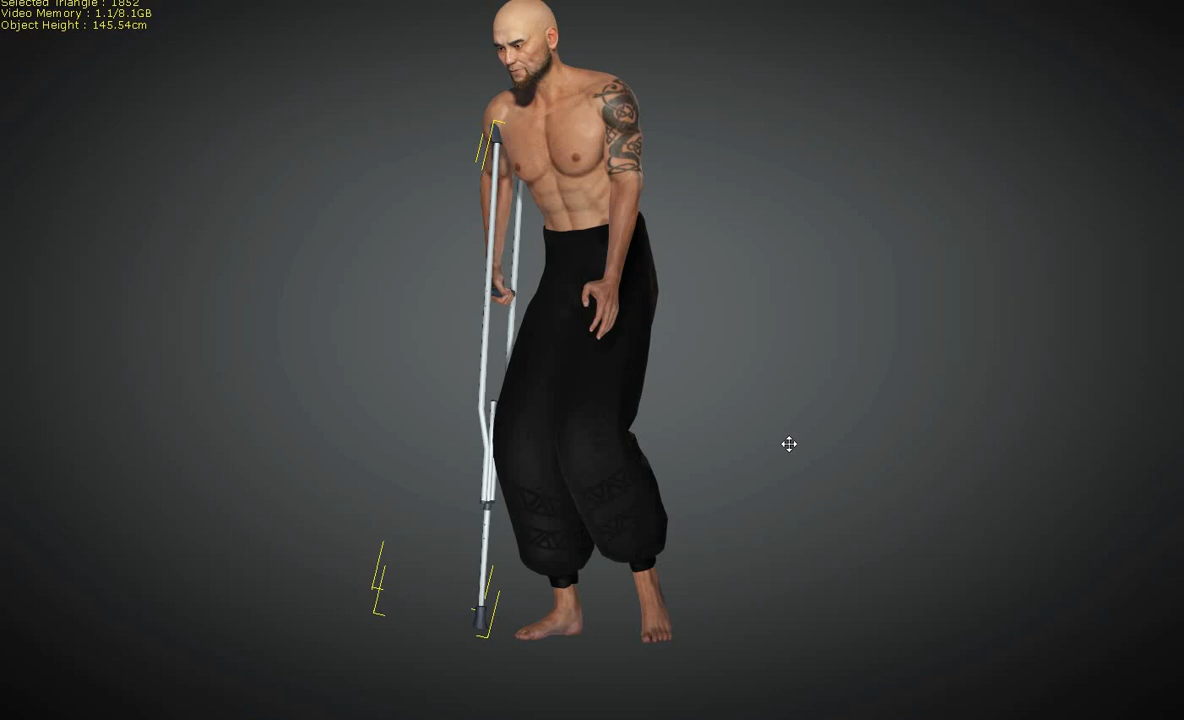 Selected Triangle : 1852
Video Memory : 1.1/8.1GB
Object Height : 145.54cm